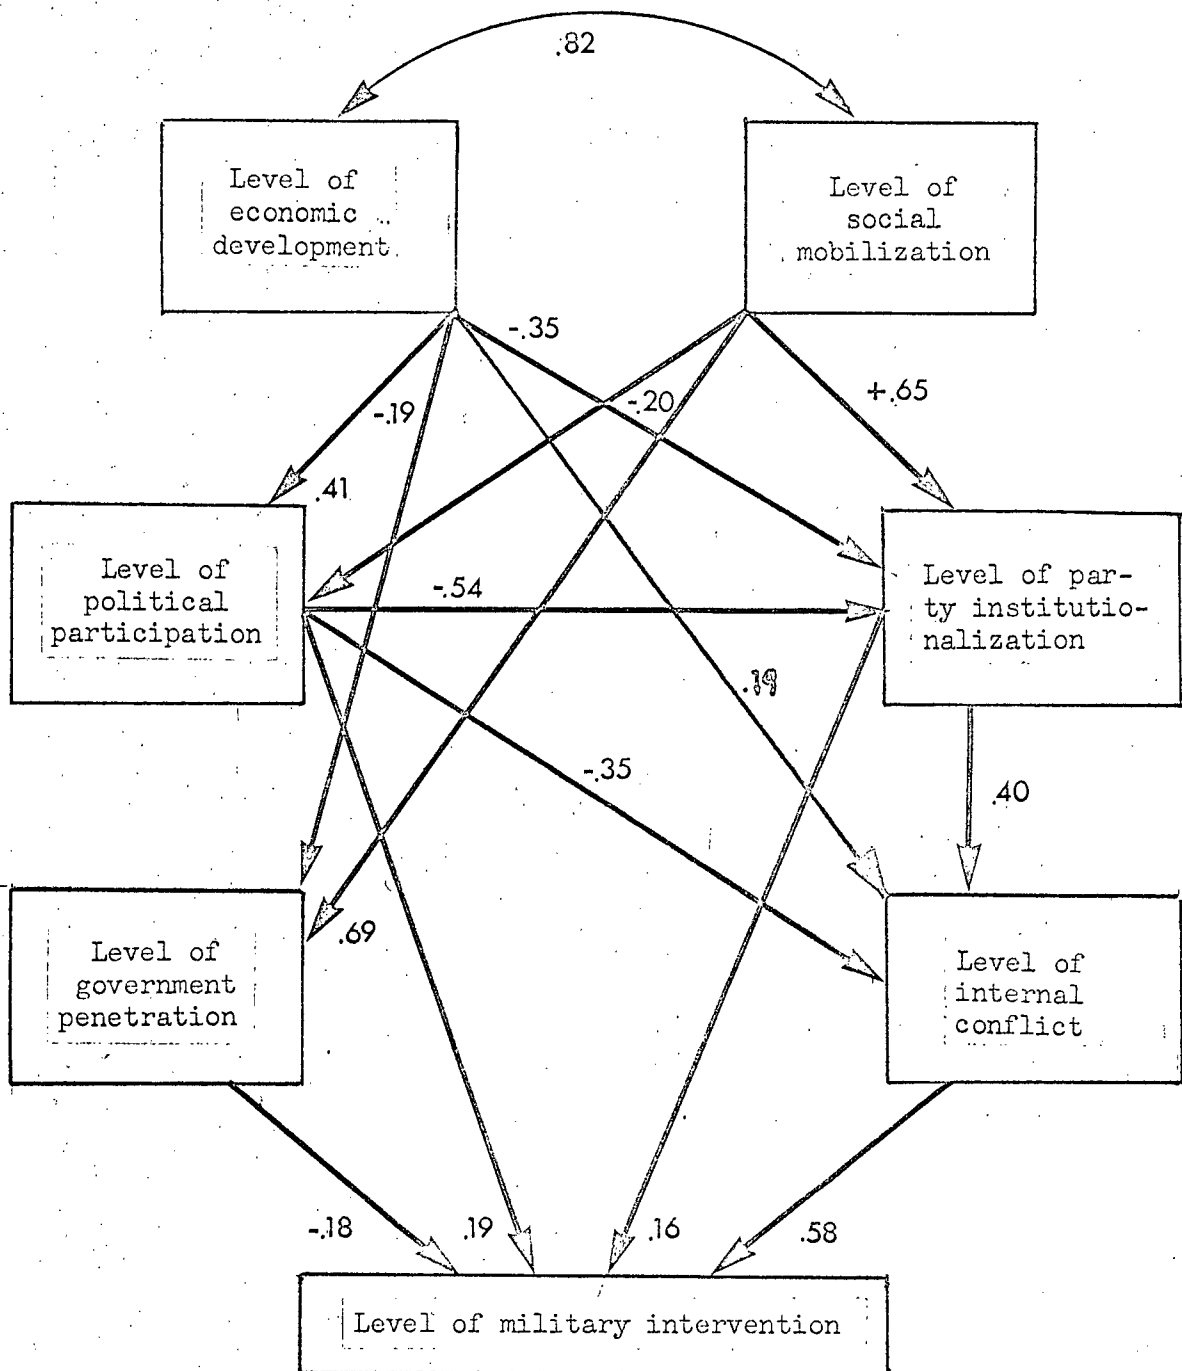 .82
Level of
economic
development
Level of
social
mobilization
-.35
-.20
+.65
-.19
.41
Level of
political
participation
-.54
Level of par-
ty institutio-
nalization
.19
-.35
.40
.69
Level of
government
penetration
Level of
internal
conflict
-.18
.19
.16
.58
Level of military intervention